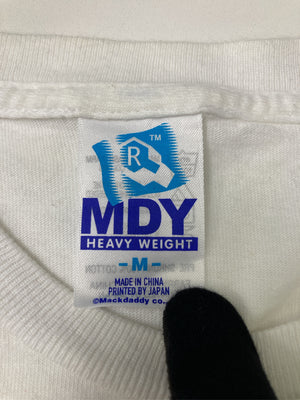 R
TM
MDY
HEAVY WEIGHT
- M -
MADE IN CHINA
PRINTED BY JAPAN
©Mackdaddy co.,